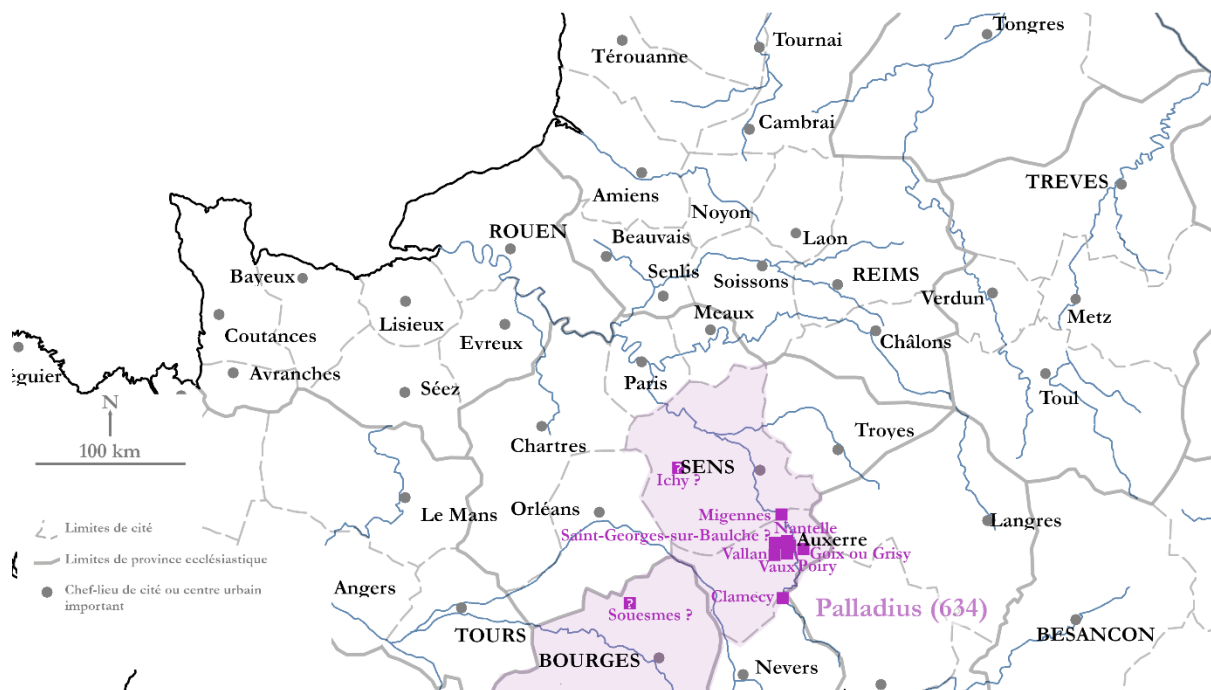 Tongres
Tournai
Térouanne
Cambrai
TREVES
Amiens
Noyon
ROUEN
Beauvais
Laon
Senlis
Soissons
REIMS
Bayeux
Verdun
Meaux
Metz
Lisieux
Coutances
Evreux
Châlons
éguier
Avranches
Paris
Séez
Toul
N
100 km
Chartres
Troyes
?
SENS
Ichy ?
Le Mans
Orléans
Migennes
Langres
Nantelle
Limites de cité
Saint-Georges-sur-Baulche ?
Auxerre
Vallan
Goix ou Grisy
Limites de province ecclésiastique
Vaux
Poiry
Chef-lieu de cité ou centre urbain
important
Angers
Clamecy
Palladius (634)
?
Souesmes ?
TOURS
BESANCON
BOURGES
Nevers